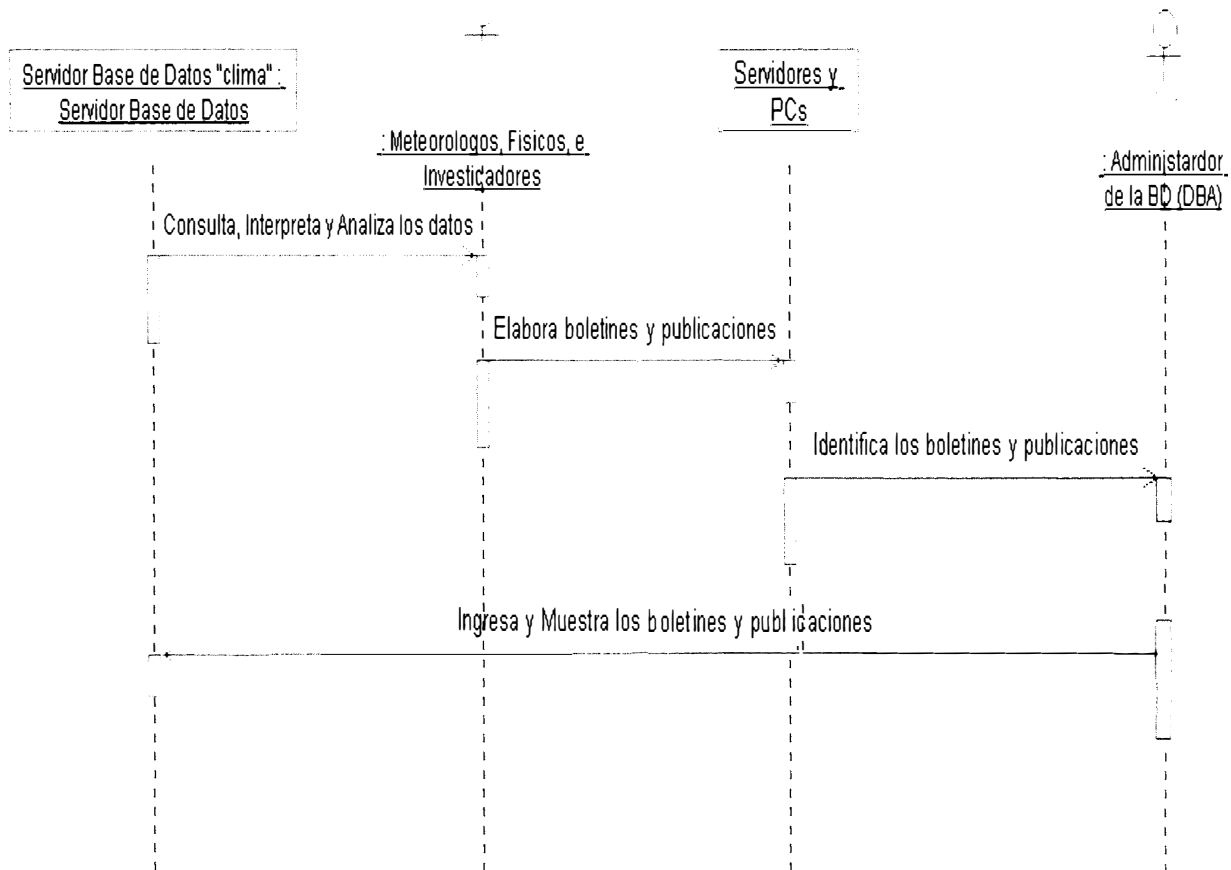 Servidor Base de Datos "clima" :
Servidor Base de Datos
: Meteorologos, Fisicos, e
Investigadores
Servidores y
PCs
: Administardor
de la BD (DBA)
Consulta, Interpreta y Analiza los datos
Elabora boletines y publicaciones
Identifica los boletines y publicaciones
Ingresa y Muestra los boletines y publicaciones